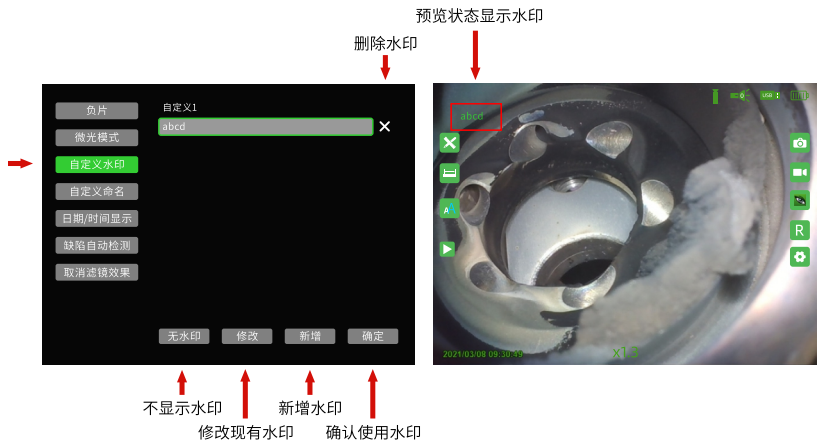 预览状态显示水印
删除水印
负片
微光模式
自定义水印
自定义命名
日期/时间显示
缺陷自动检测
取消滤镜效果
自定义1
abcd
无水印
修改
新增
确定
abcd
USB
A
R
2021/03/08 09:30:49
x1.3
不显示水印
新增水印
修改现有水印
确认使用水印